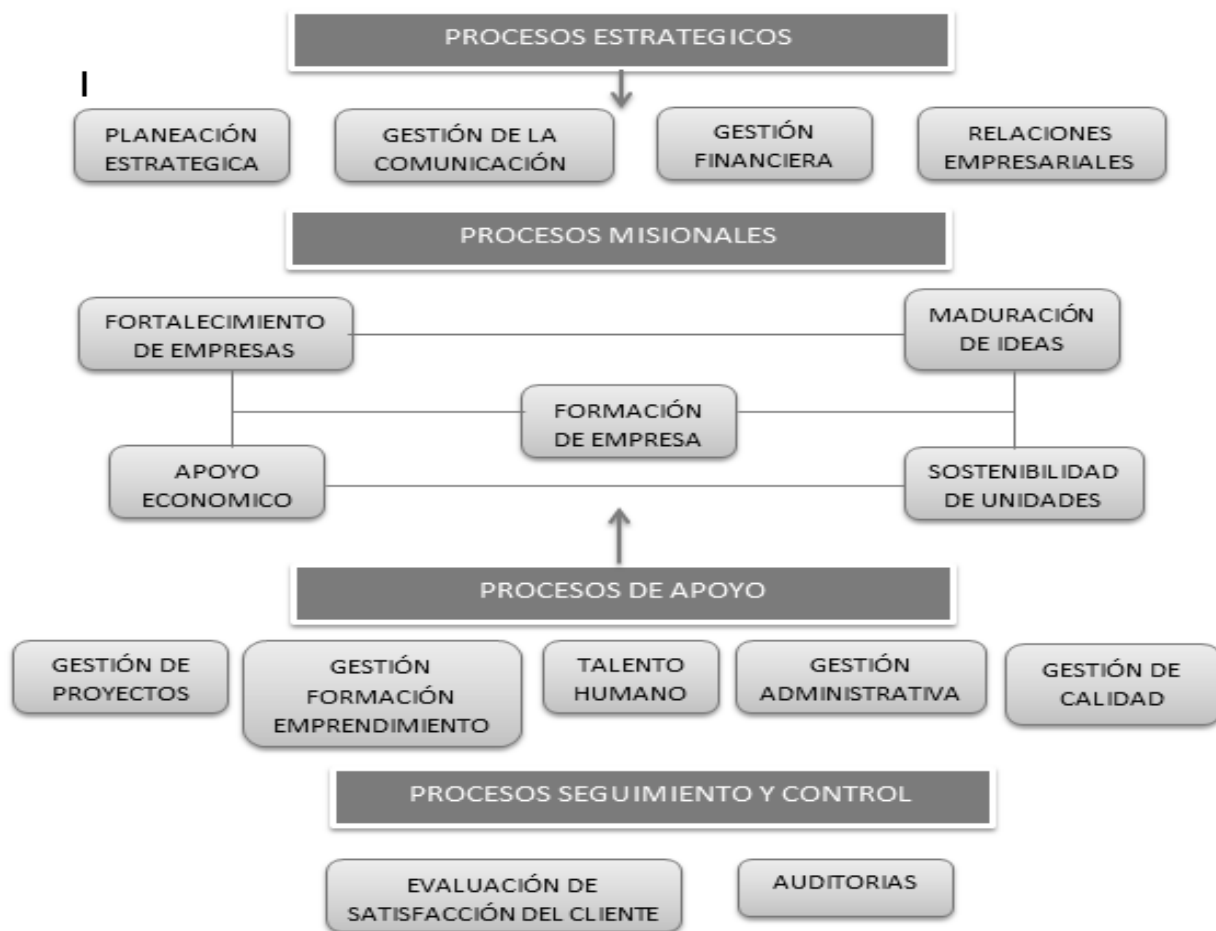 PROCESOS ESTRATEGICOS
PLANEACIÓN
ESTRATEGICA
GESTIÓN DE LA
COMUNICACIÓN
GESTIÓN
FINANCIERA
RELACIONES
EMPRESARIALES
PROCESOS MISIONALES
FORTALECIMIENTO
DE EMPRESAS
MADURACIÓN
DE IDEAS
FORMACIÓN
DE EMPRESA
APOYO
ECONOMICO
SOSTENIBILIDAD
DE UNIDADES
PROCESOS DE APOYO
GESTIÓN DE
PROYECTOS
GESTIÓN
FORMACIÓN
EMPRENDIMIENTO
TALENTO
HUMANO
GESTIÓN
ADMINISTRATIVA
GESTIÓN DE
CALIDAD
PROCESOS SEGUIMIENTO Y CONTROL
EVALUACIÓN DE
SATISFACCIÓN DEL CLIENTE
AUDITORIAS